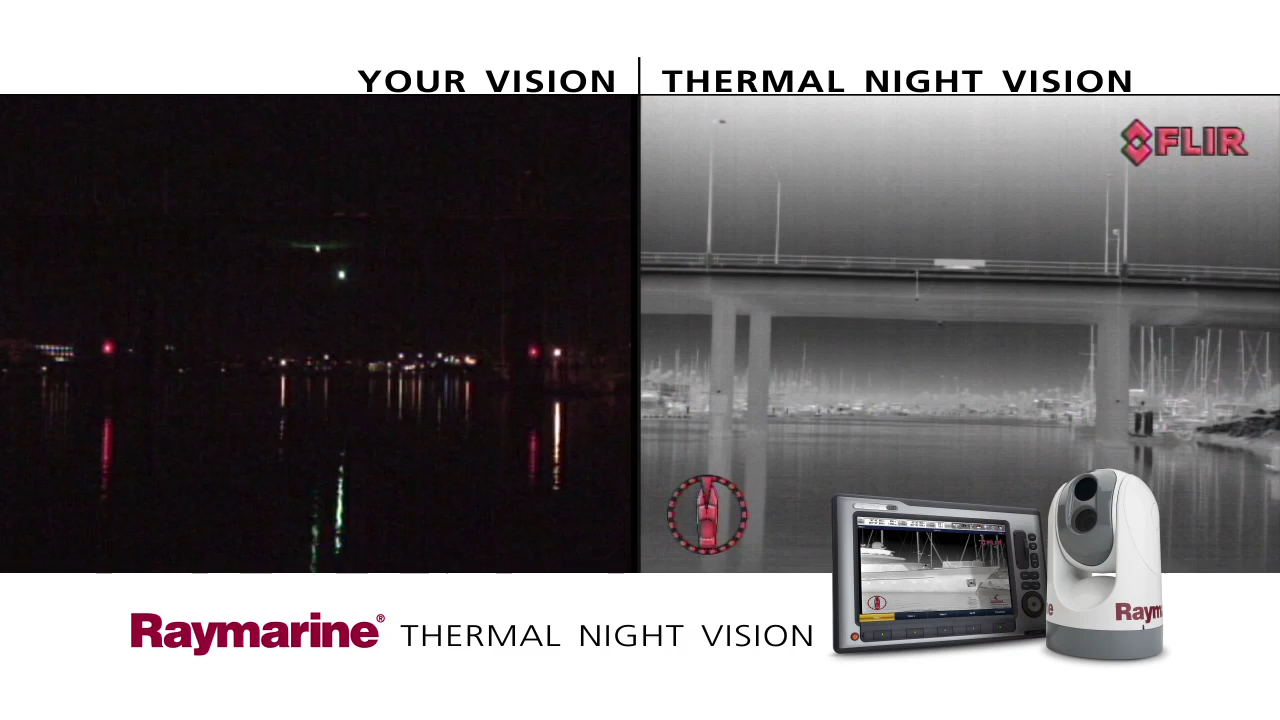 YOUR VISION
THERMAL NIGHT VISION
FLIR
Raymarine® THERMAL NIGHT VISION
Raym